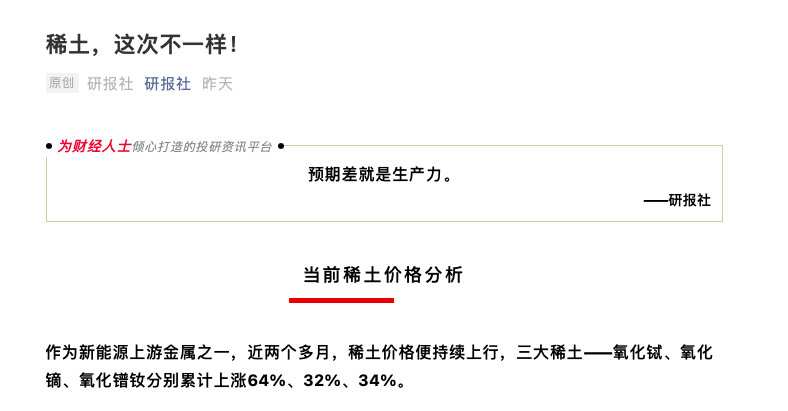 稀土，这次不一样！
原创 研报社 研报社 昨天
为财经人士倾心打造的投研资讯平台
预期差就是生产力。
——研报社
当前稀土价格分析
作为新能源上游金属之一，近两个多月，稀土价格便持续上行，三大稀土——氧化铽、氧化
镝、氧化镨钕分别累计上涨64%、32%、34%。